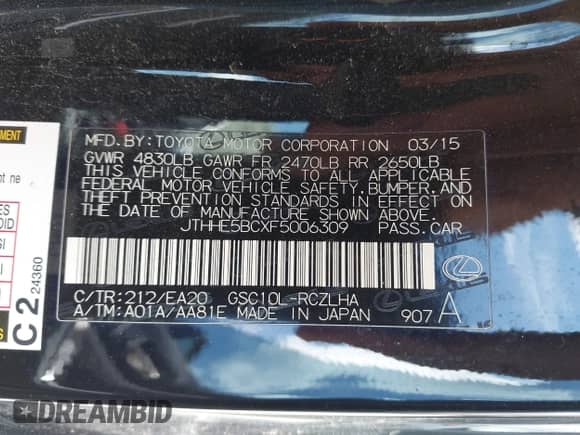 MFD. BY: TOYOTA MOTOR CORPORATION 03/15
GVWR 4830LB GAWR FR 2470LB RR 2650LB
THIS VEHICLE CONFORMS TO ALL APPLICABLE
FEDERAL MOTOR VEHICLE SAFETY, BUMPER, AND
THEFT PREVENTION STANDARDS IN EFFECT ON
THE DATE OF MANUFACTURE SHOWN ABOVE.
JTHHE5BCXF5006309 PASS. CAR
C/TR: 212/EA20 GSC10L-RCZLHA
A/TM: A01A/AA81E MADE IN JAPAN 907 A
C2
24360
DREAMBID